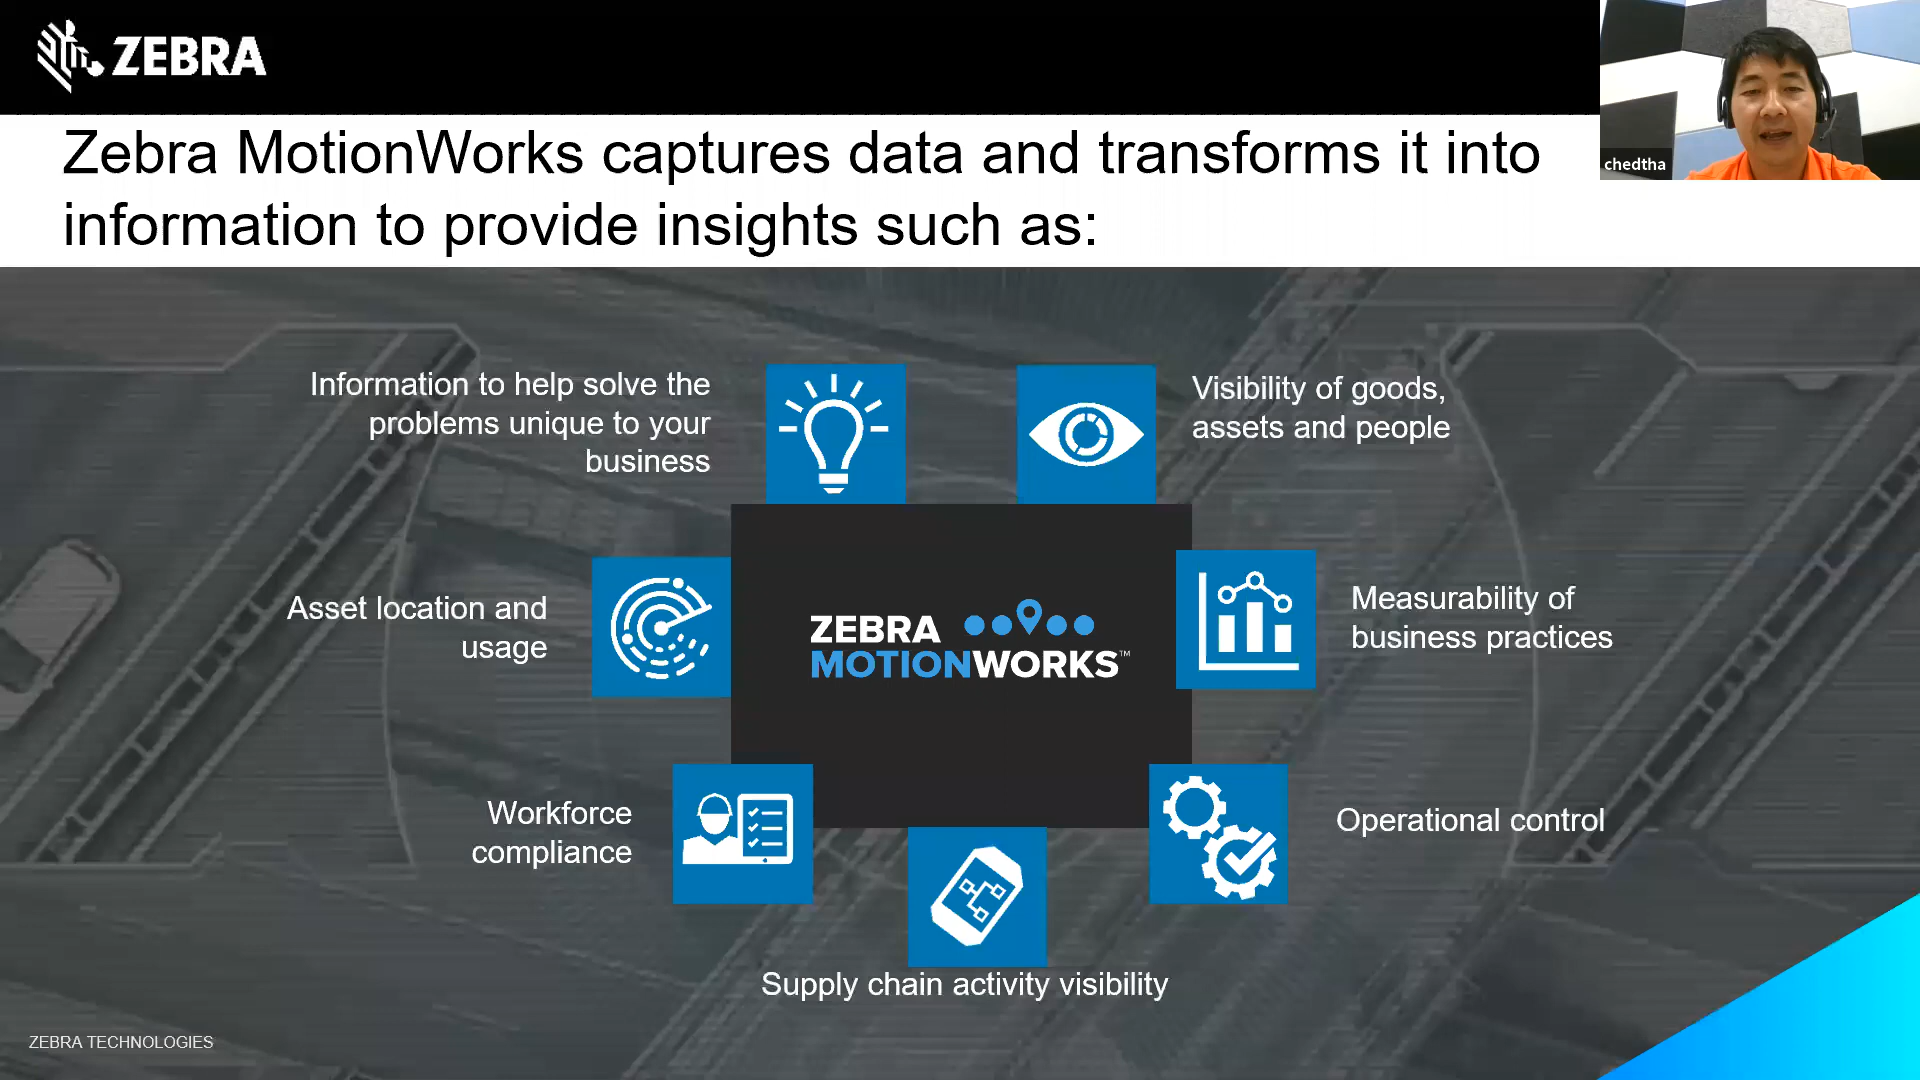 ZEBRA
chedtha
Zebra MotionWorks captures data and transforms it into
information to provide insights such as:
Information to help solve the
problems unique to your
business
Visibility of goods,
assets and people
Asset location and
usage
ZEBRA
MOTIONWORKS™
Measurability of
business practices
Workforce
compliance
Operational control
Supply chain activity visibility
ZEBRA TECHNOLOGIES